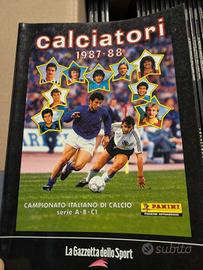 calciatori
1987-88
PANINI
CAMPIONATO ITALIANO DI CALCIO
serie A-B-C1
La Gazzetta dello Sport
subito